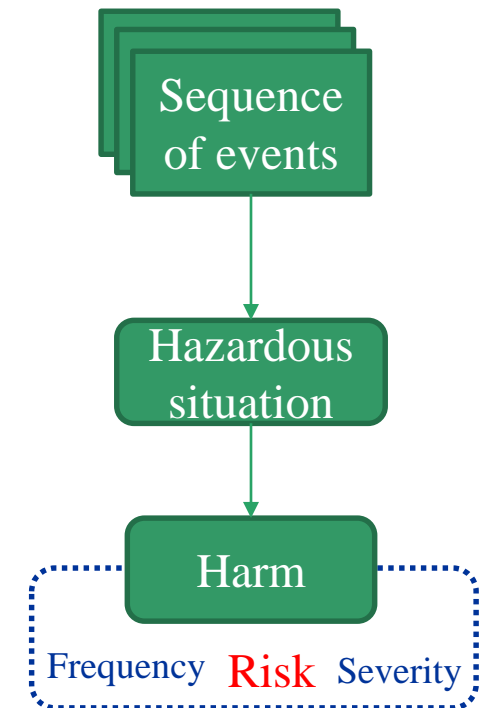 Sequence
of events
Hazardous
situation
Harm
Frequency Risk Severity